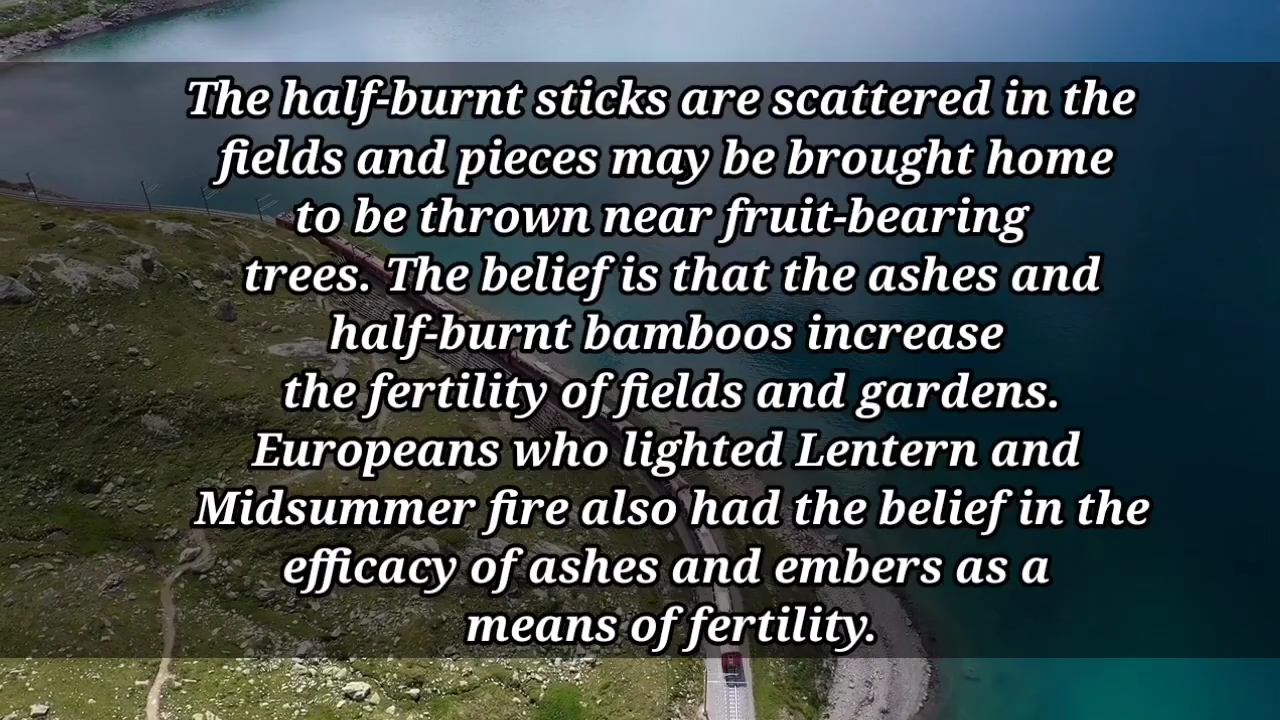 The half-burnt sticks are scattered in the
fields and pieces may be brought home
to be thrown near fruit-bearing
trees. The belief is that the ashes and
half-burnt bamboos increase
the fertility of fields and gardens.
Europeans who lighted Lentern and
Midsummer fire also had the belief in the
efficacy of ashes and embers as a
means of fertility.